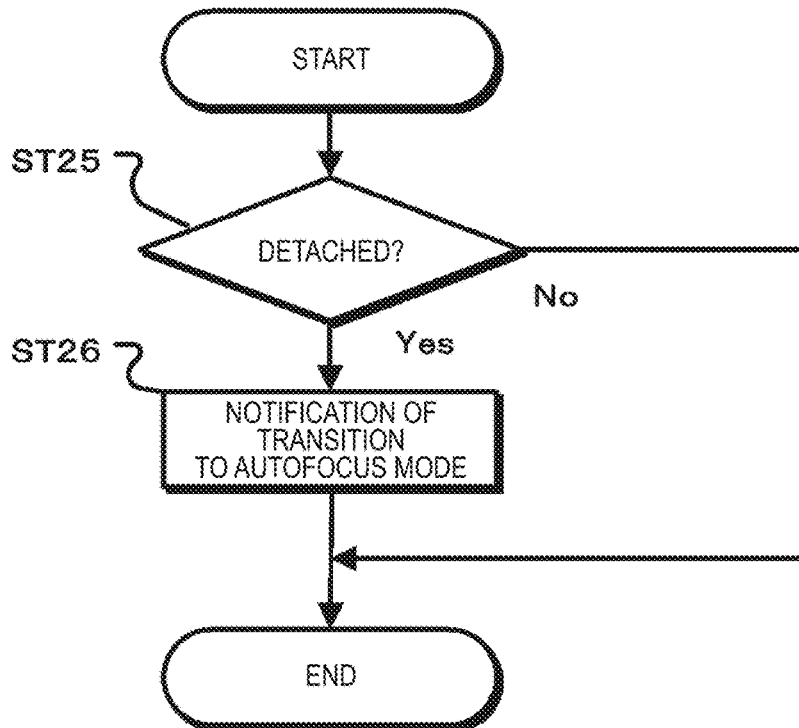 START
ST25
DETACHED?
No
Yes
ST26
NOTIFICATION OF
TRANSITION
TO AUTOFOCUS MODE
END